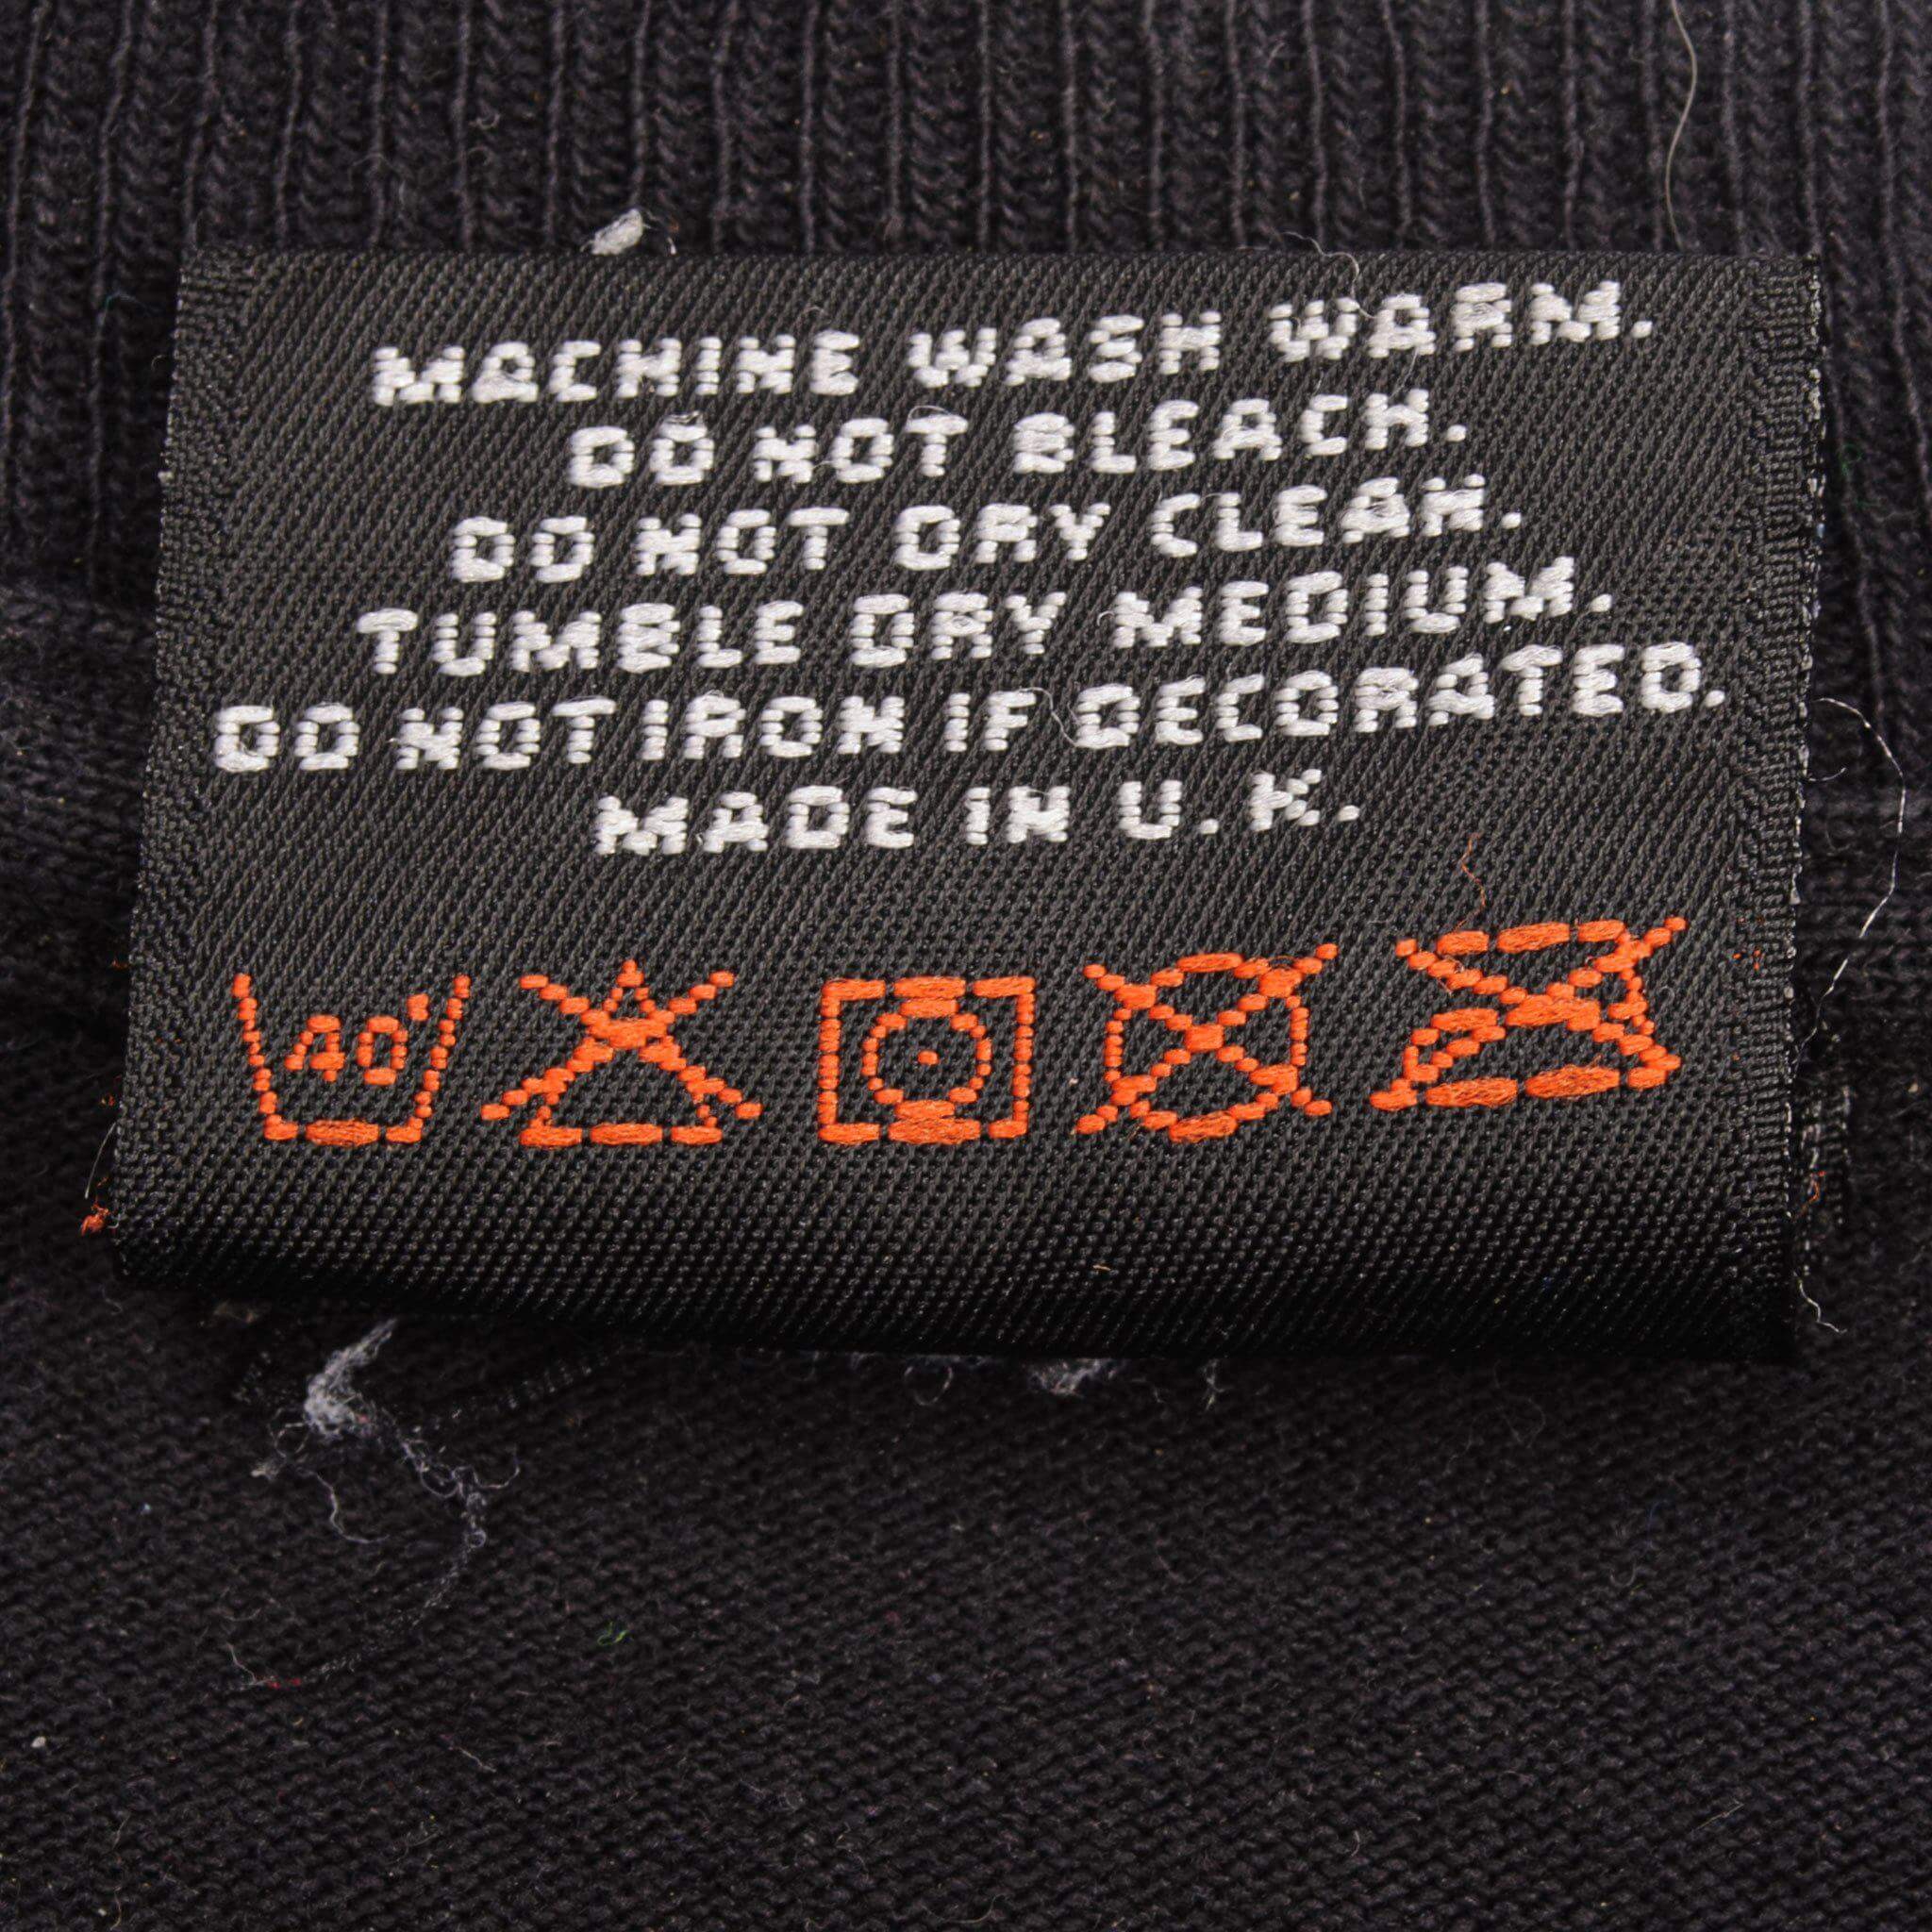 MACHINE WASH WARM.
DO NOT BLEACH.
DO NOT DRY CLEAN.
TUMBLE DRY MEDIUM.
DO NOT IRON IF DECORATED.
MADE IN U.K.
40°